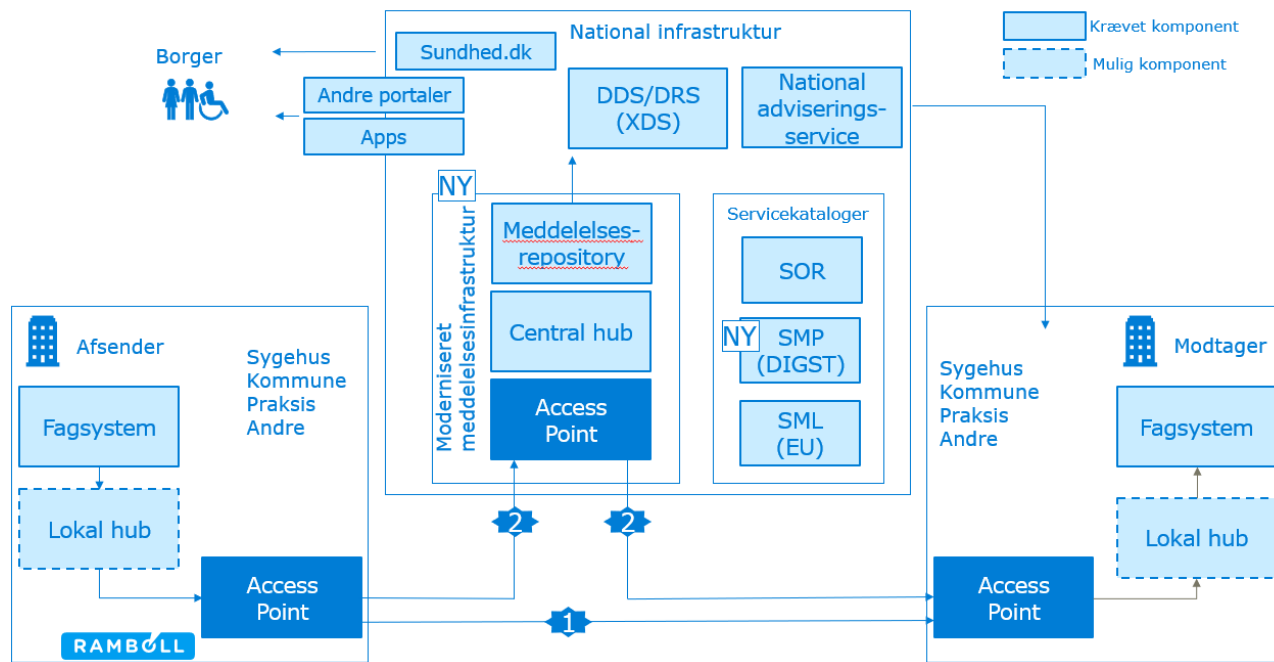 National infrastruktur
Krævet komponent
Mulig komponent
Borger
Sundhed.dk
Andre portaler
Apps
DDS/DRS
(XDS)
National
adviserings-
service
NY
Moderniseret
meddelelsesinfrastruktur
Meddelelses-
repository
Central hub
Access
Point
Servicekataloger
SOR
NY
SMP
(DIGST)
SML
(EU)
Afsender
Sygehus
Kommune
Praksis
Andre
Fagsystem
Lokal hub
Access
Point
RAMBOLL
2
2
1
Modtager
Sygehus
Kommune
Praksis
Andre
Fagsystem
Lokal hub
Access
Point